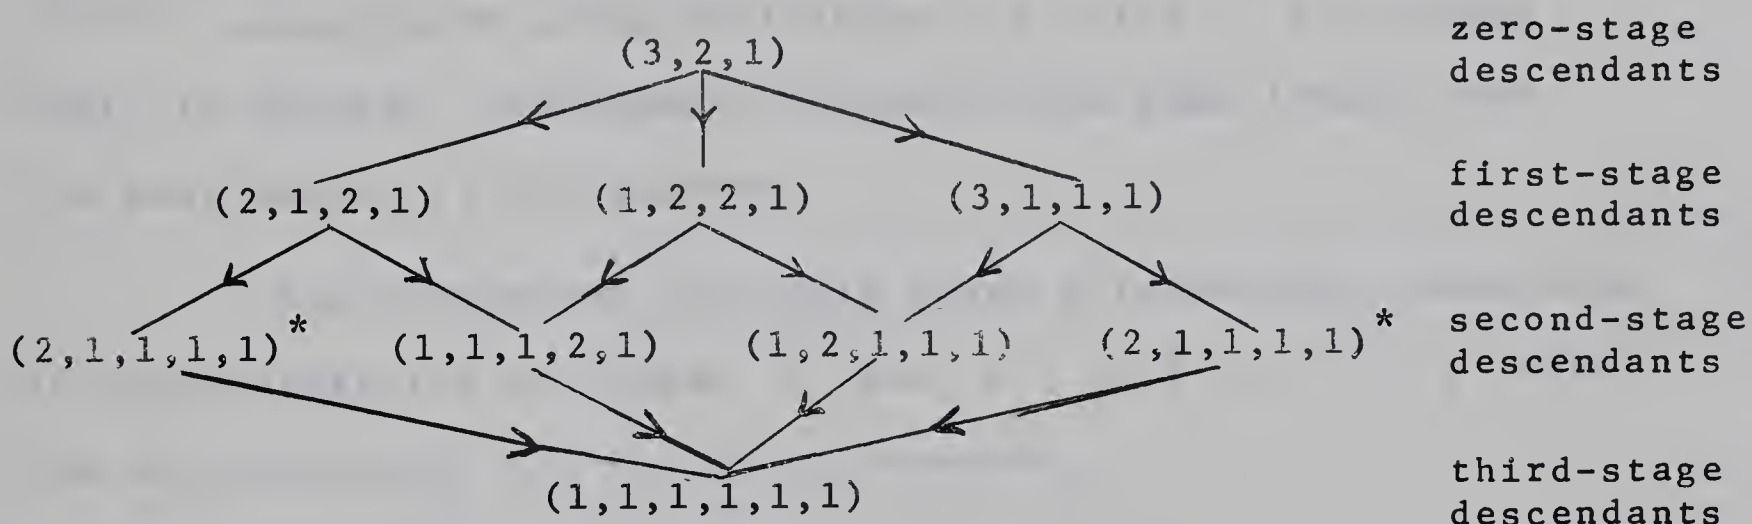 (3,2,1)
zero-stage
descendants
(2,1,2,1) (1,2,2,1) (3,1,1,1)
first-stage
descendants
(2,1,1,1,1)* (1,1,1,2,1) (1,2,1,1,1) (2,1,1,1,1)*
second-stage
descendants
(1,1,1,1,1,1)
third-stage
descendants